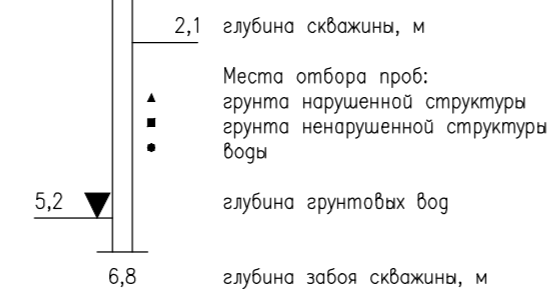 2,1 глубина скважины, м
Места отбора проб:
грунта нарушенной структуры
грунта ненарушенной структуры
воды
5,2 глубина грунтовых вод
6,8 глубина забоя скважины, м